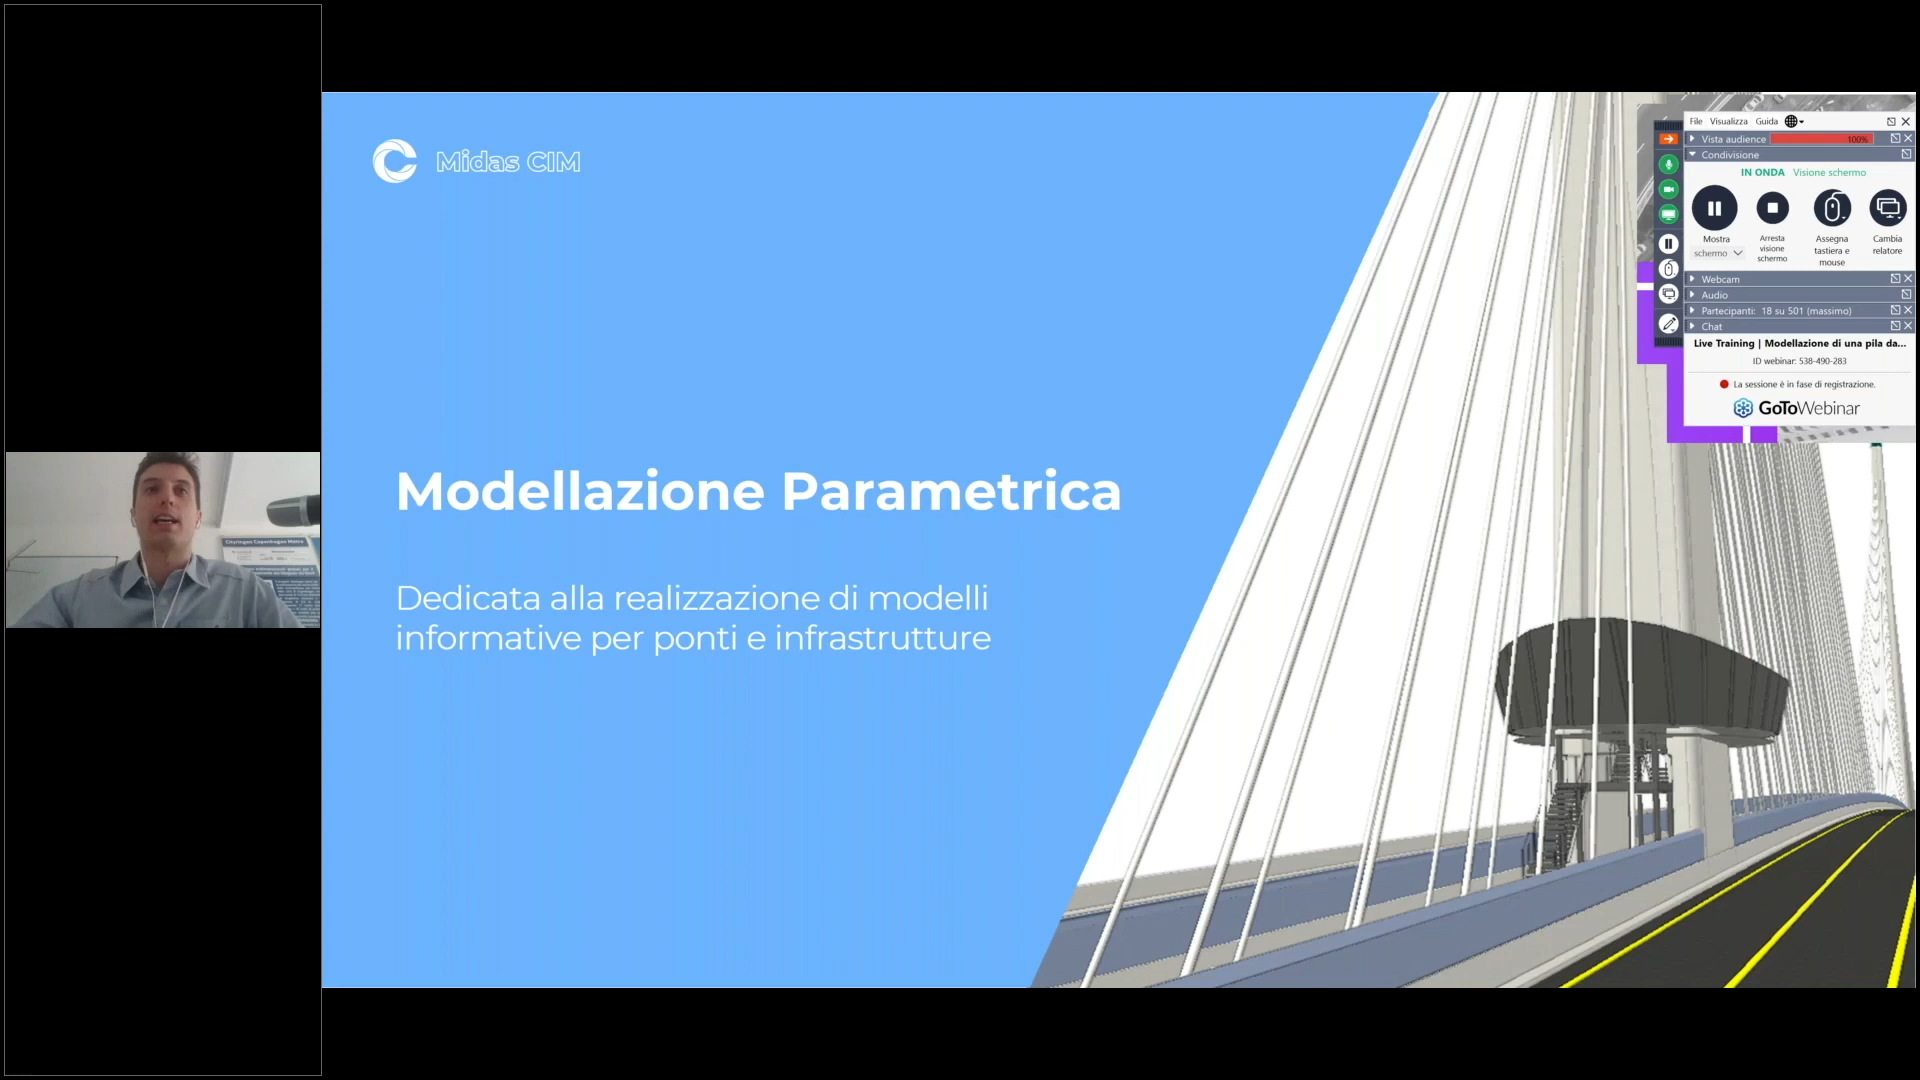 Midas CIM
Modellazione Parametrica
Dedicata alla realizzazione di modelli
informative per ponti e infrastrutture
Cityringen Copenhagen Metro
File Visualizza Guida
Vista audience 100%
Condivisione
IN ONDA Visione schermo
Mostra
schermo
Arresta
visione
schermo
Assegna
tastiera e
mouse
Cambia
relatore
Webcam
Audio
Partecipanti: 18 su 501 (massimo)
Chat
Live Training | Modellazione di una pila da...
ID webinar: 538-490-283
La sessione è in fase di registrazione.
GoToWebinar